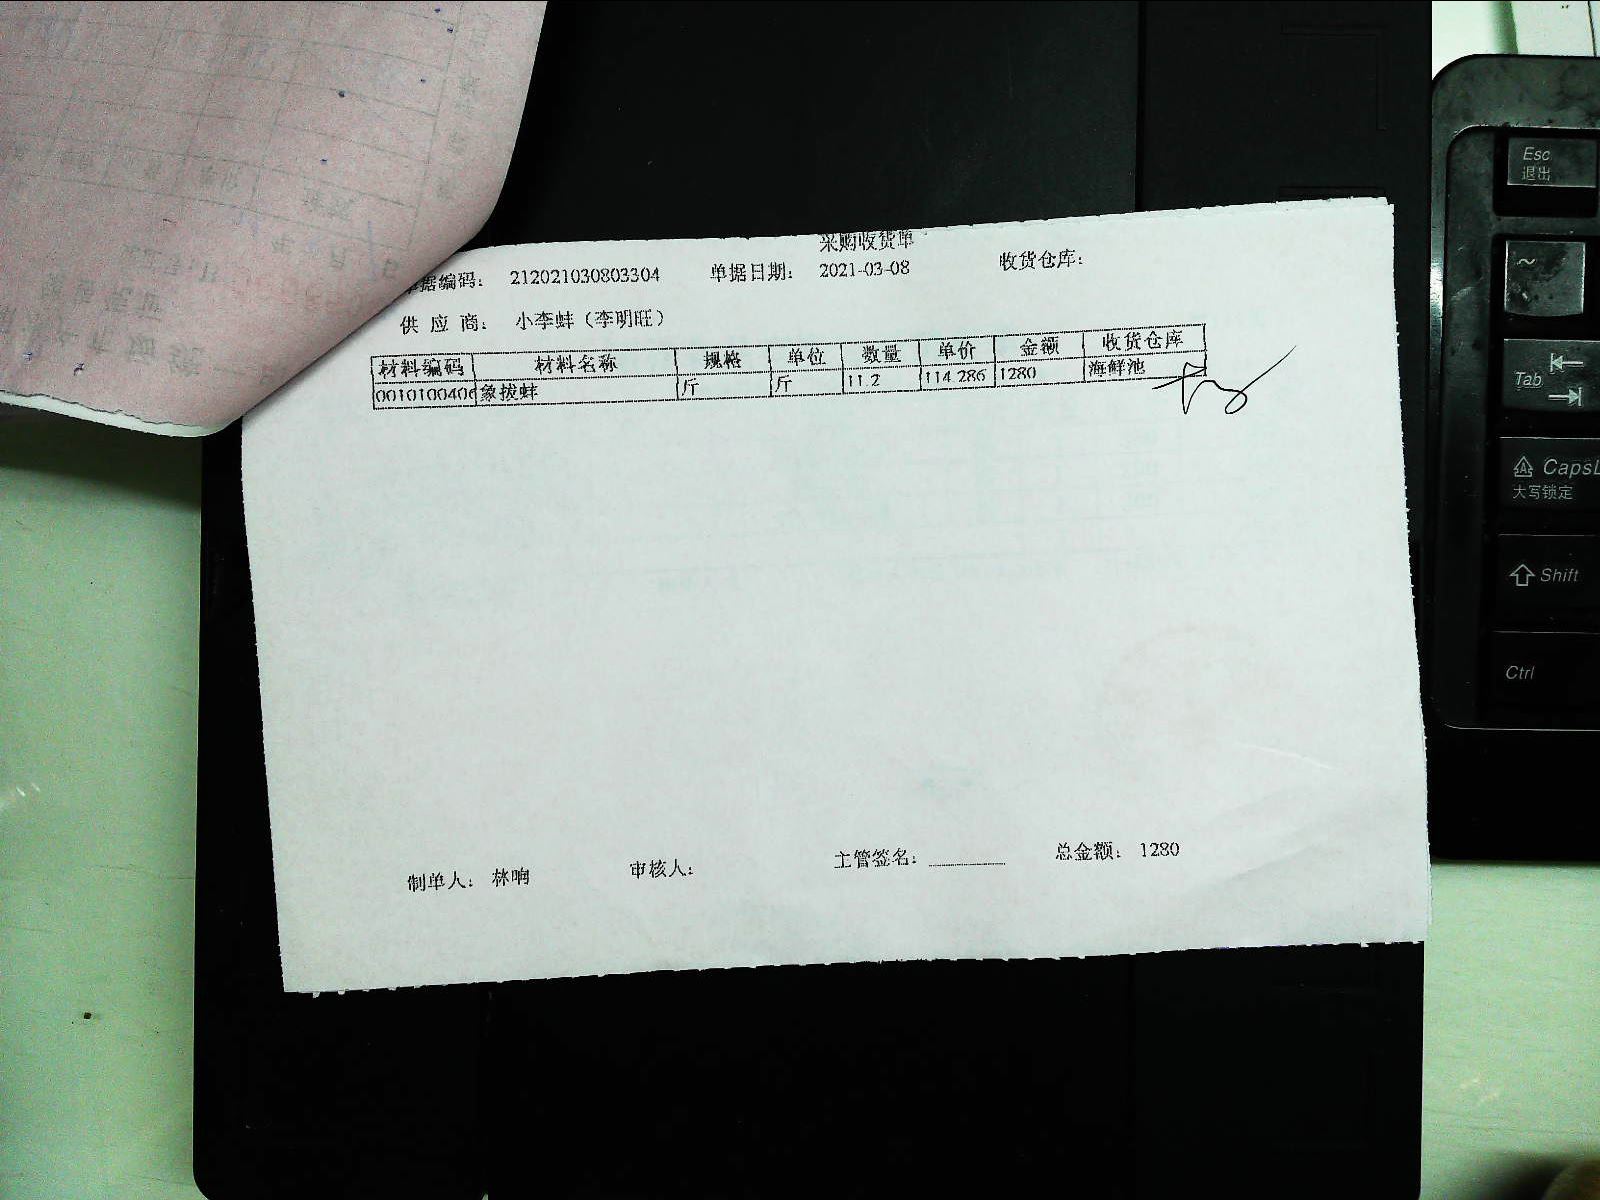 采购收货单
单据编码: 212021030803304 单据日期: 2021-03-08 收货仓库:
供 应 商: 小李蚌（李明旺）
材料编码 材料名称 规格 单位 数量 单价 金额 收货仓库
0010100406 象拔蚌 斤 斤 11.2 114.286 1280 海鲜池
制单人: 林响 审核人: 主管签名: 总金额: 1280
Esc
退出
~
Tab
CapsL
大写锁定
Shift
Ctrl